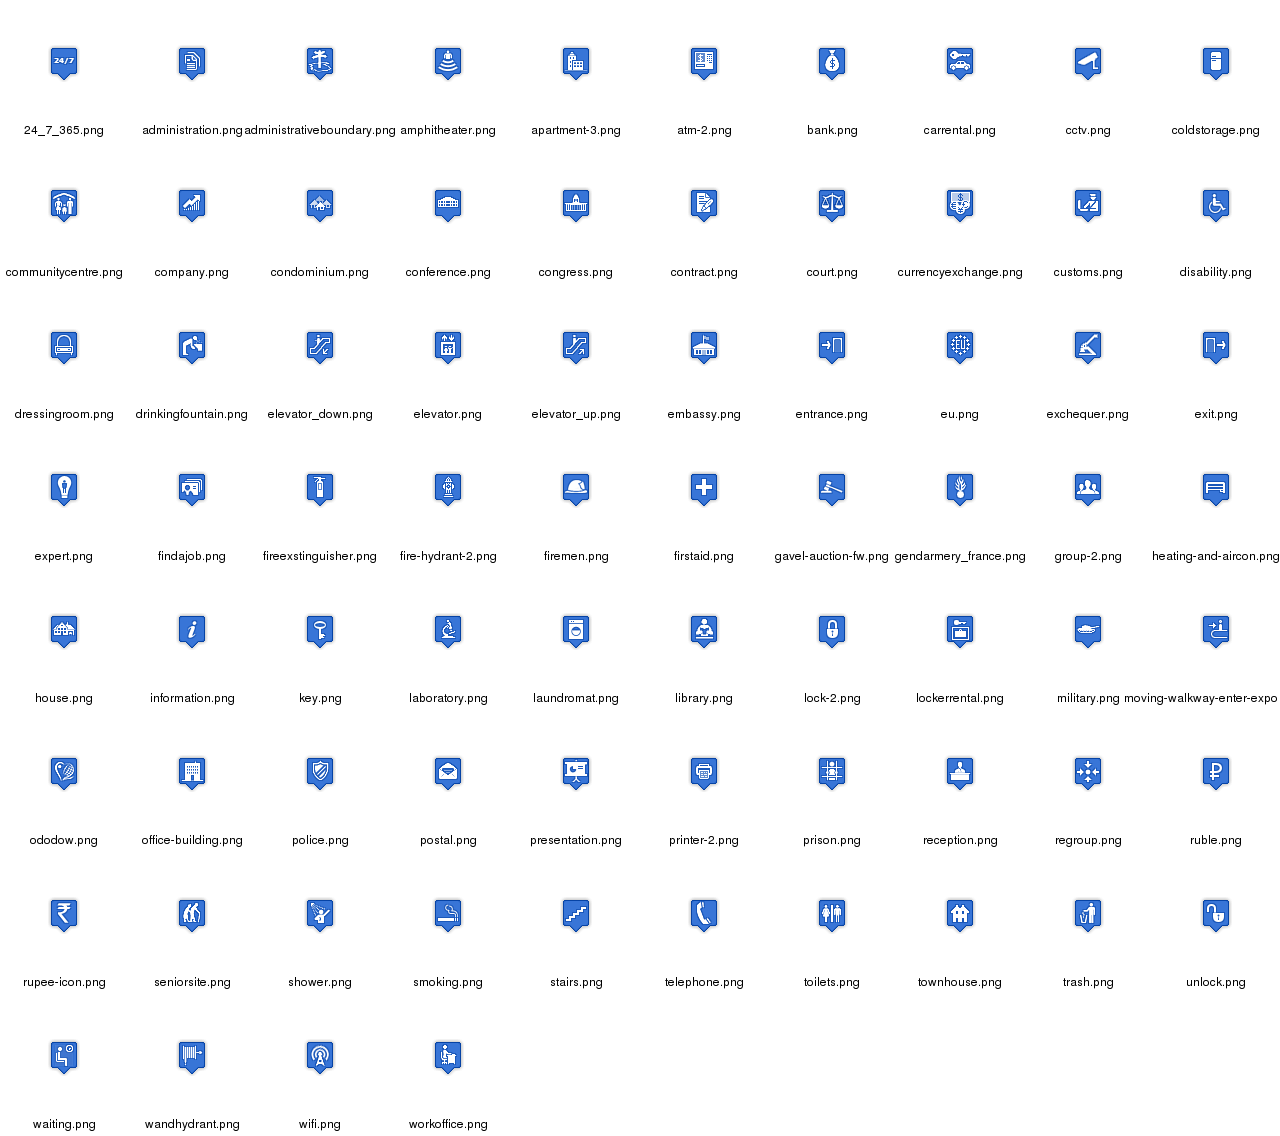 24/7
24_7_365.png administration.png administrativeboundary.png amphitheater.png apartment-3.png atm-2.png bank.png carrental.png cctv.png coldstorage.png
communitycentre.png company.png condominium.png conference.png congress.png contract.png court.png currencyexchange.png customs.png disability.png
EU
dressingroom.png drinkingfountain.png elevator_down.png elevator.png elevator_up.png embassy.png entrance.png eu.png exchequer.png exit.png
expert.png findajob.png fireexstinguisher.png fire-hydrant-2.png firemen.png firstaid.png gavel-auction-fw.png gendarmery_france.png group-2.png heating-and-aircon.png
i
house.png information.png key.png laboratory.png laundromat.png library.png lock-2.png lockerrental.png military.png moving-walkway-enter-expo
ododow.png office-building.png police.png postal.png presentation.png printer-2.png prison.png reception.png regroup.png ruble.png
rupee-icon.png seniorsite.png shower.png smoking.png stairs.png telephone.png toilets.png townhouse.png trash.png unlock.png
waiting.png wandhydrant.png wifi.png workoffice.png